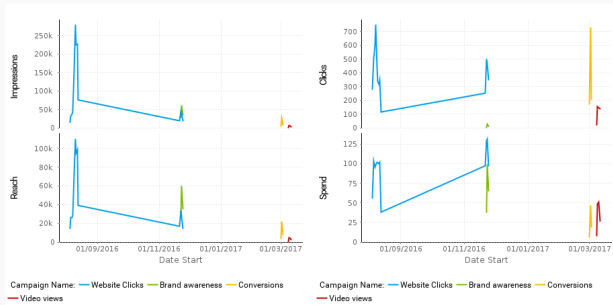 Impressions
250k
200k
150k
100k
50k
0
Reach
100k
80k
60k
40k
20k
0
01/09/2016 01/11/2016 01/01/2017 01/03/2017
Date Start
Campaign Name: Website Clicks Brand awareness Conversions
Video views
Clicks
700
600
500
400
300
200
100
0
Spend
125
100
75
50
25
0
01/09/2016 01/11/2016 01/01/2017 01/03/2017
Date Start
Campaign Name: Website Clicks Brand awareness Conversions
Video views